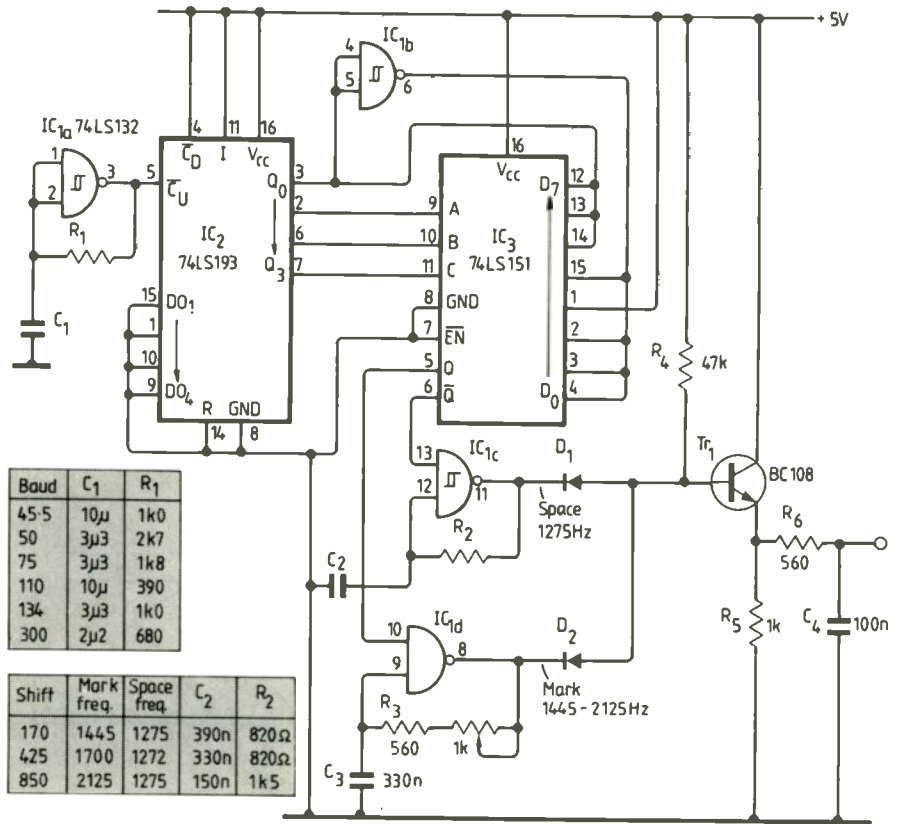 + 5V
IC1b
4
5
6
IC1a 74LS132
1
2
3
R1
C1
4
11
16
C̅D
I
VCC
5
C̅U
Q0
3
2
6
7
Q3
IC2
74LS193
15
1
10
9
DO1
DO4
R
GND
14
8
16
VCC
9
10
11
8
7
5
6
A
B
C
GND
E̅N̅
Q
Q̅
IC3
74LS151
D7
D0
12
13
14
15
1
2
3
4
R4
47k
Tr1
BC108
R6
560
R5
1k
C4
100n
IC1c
13
12
11
R2
C2
D1
Space
1275Hz
IC1d
10
9
8
D2
Mark
1445-2125Hz
R3
560
1k
C3
330n
Baud C1 R1
45·5 10µ 1k0
50 3µ3 2k7
75 3µ3 1k8
110 10µ 390
134 3µ3 1k0
300 2µ2 680
Shift Mark freq. Space freq. C2 R2
170 1445 1275 390n 820Ω
425 1700 1272 330n 820Ω
850 2125 1275 150n 1k5